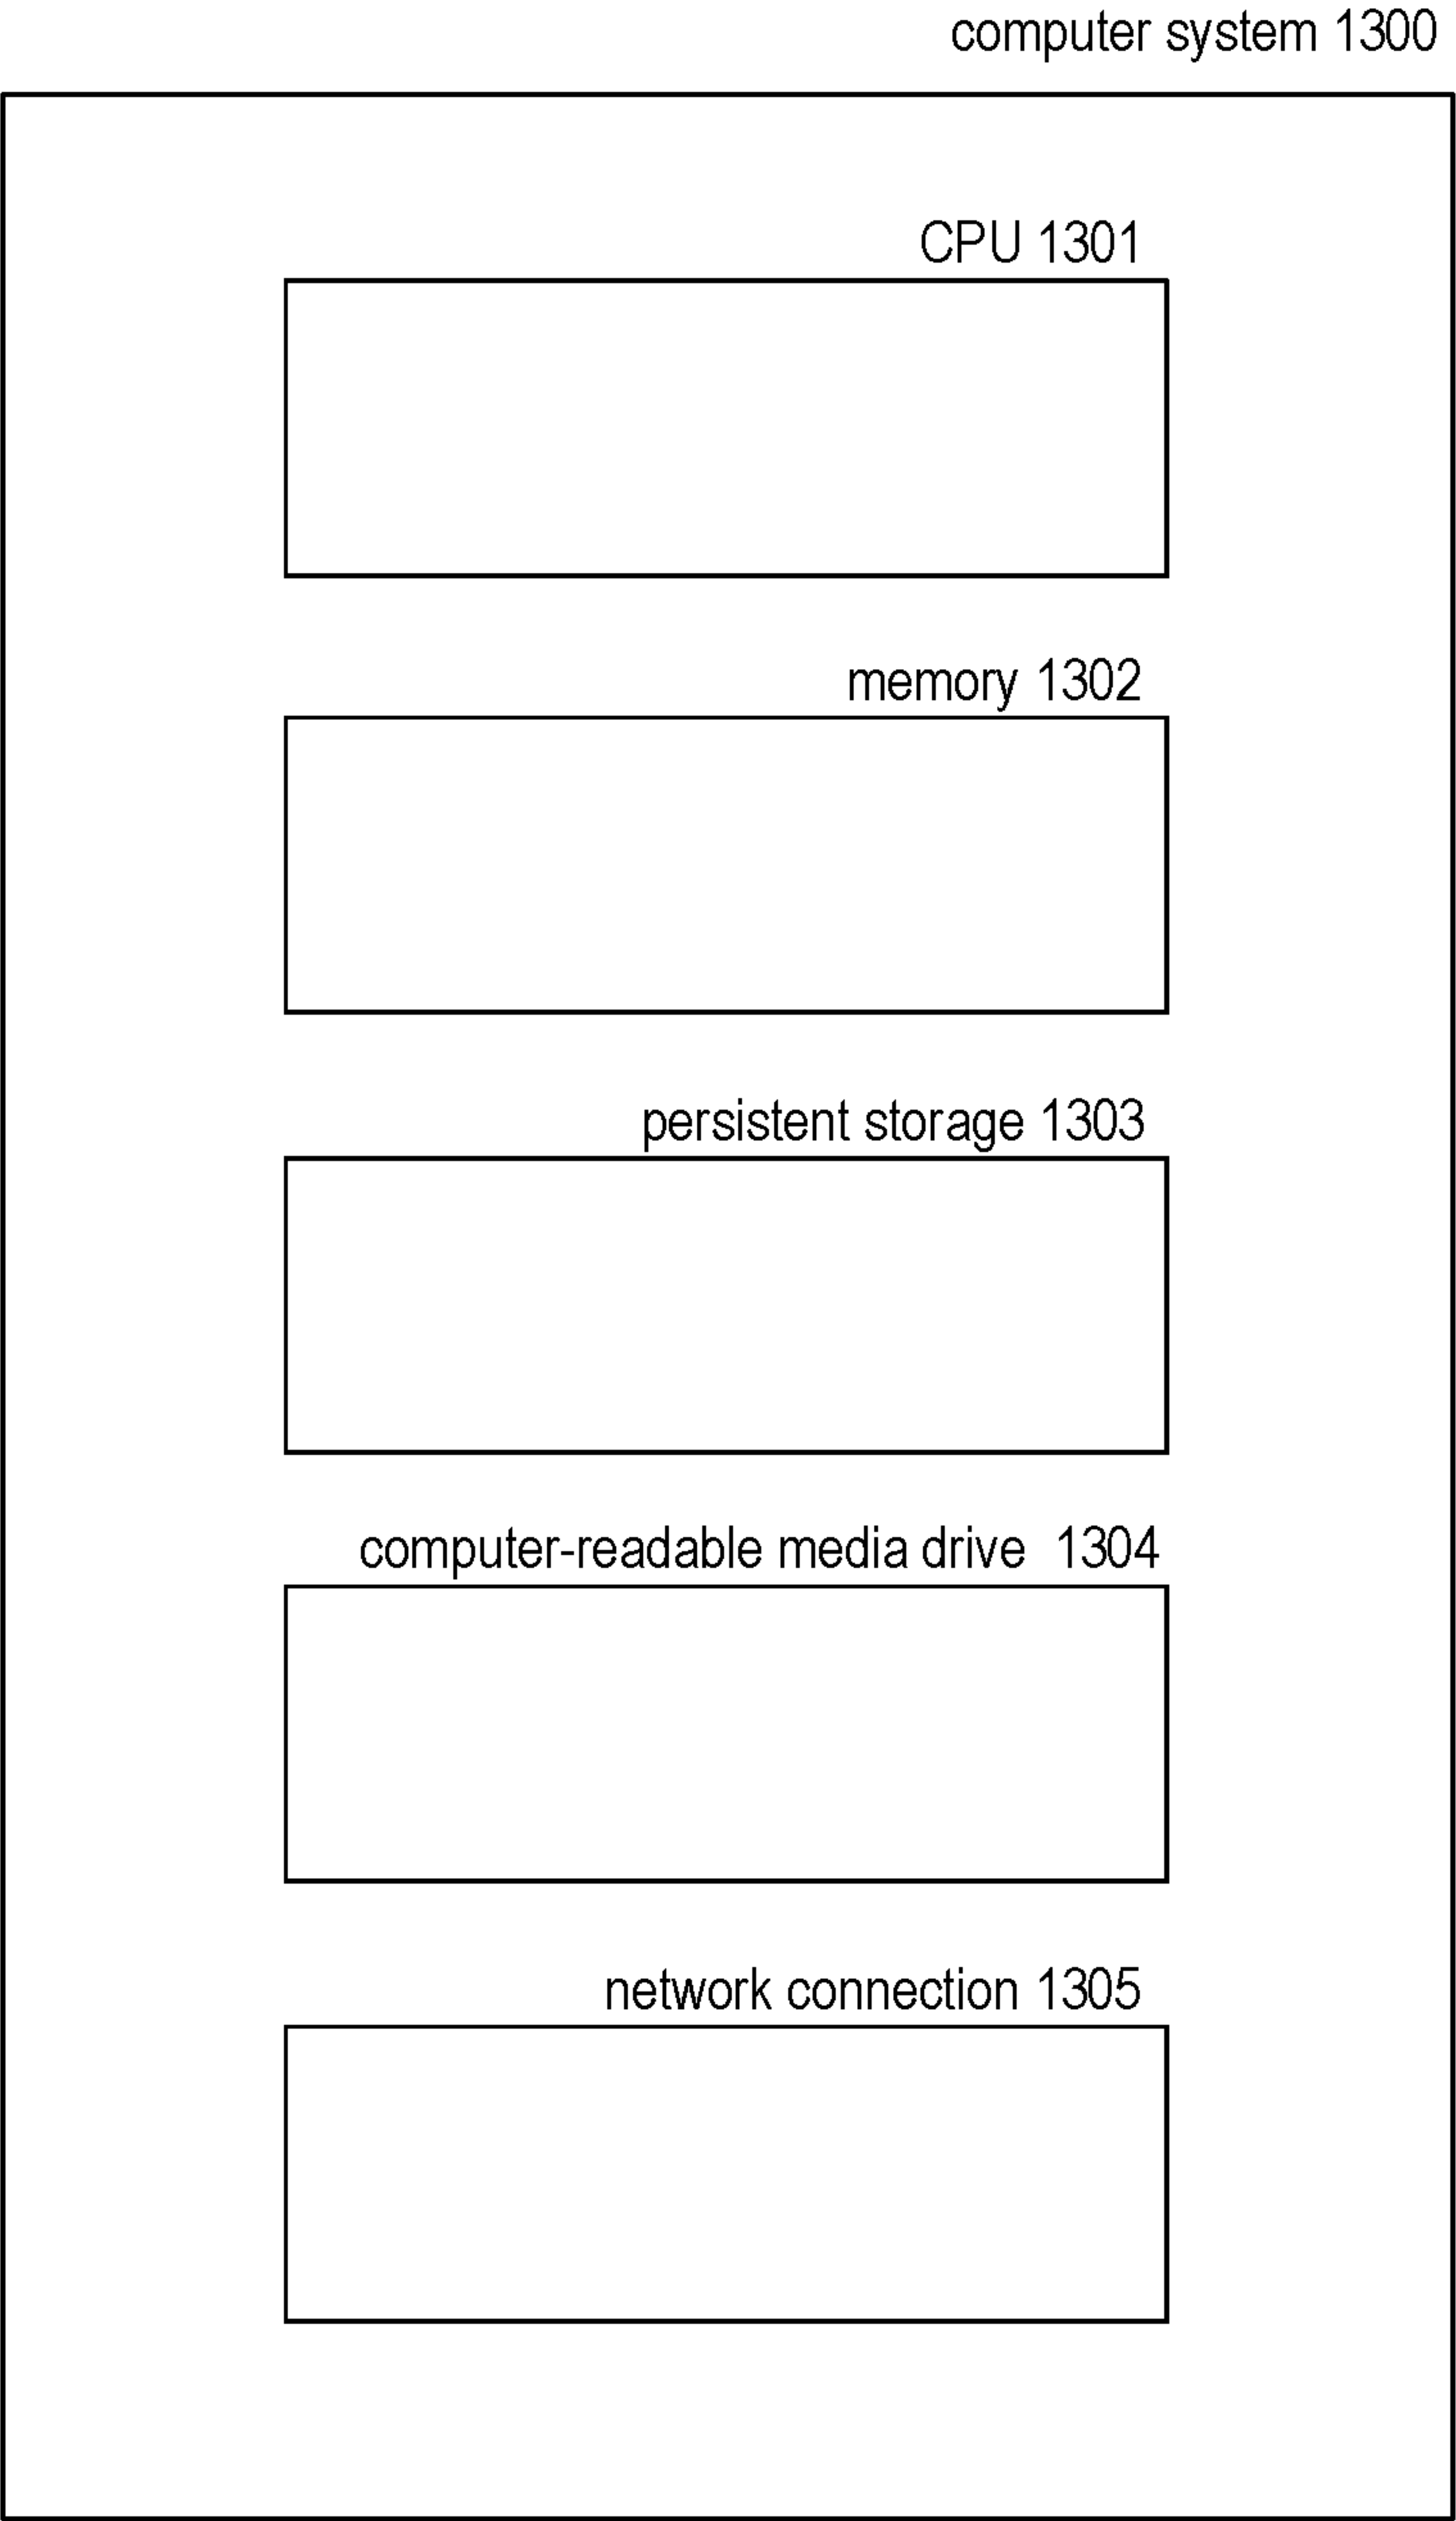 computer system 1300
CPU 1301
memory 1302
persistent storage 1303
computer-readable media drive 1304
network connection 1305